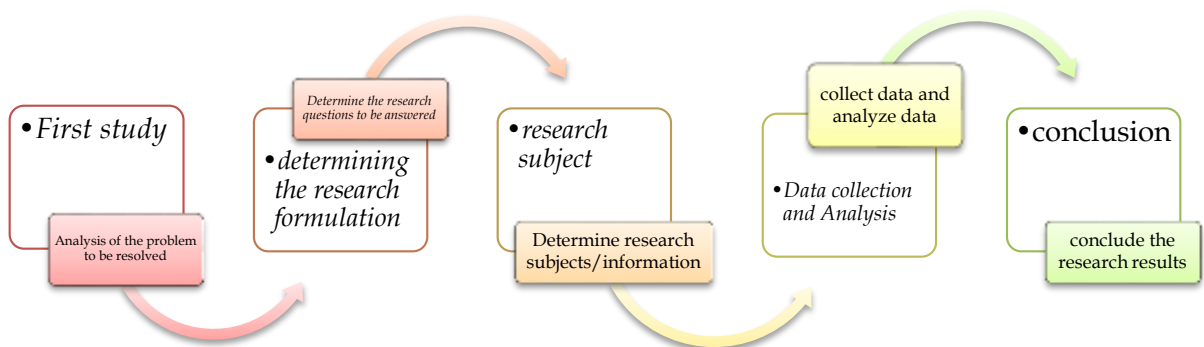 •First study
Analysis of the problem
to be resolved
Determine the research
questions to be answered
•determining
the research
formulation
•research
subject
Determine research
subjects/information
collect data and
analyze data
•Data collection
and Analysis
•conclusion
conclude the
research results